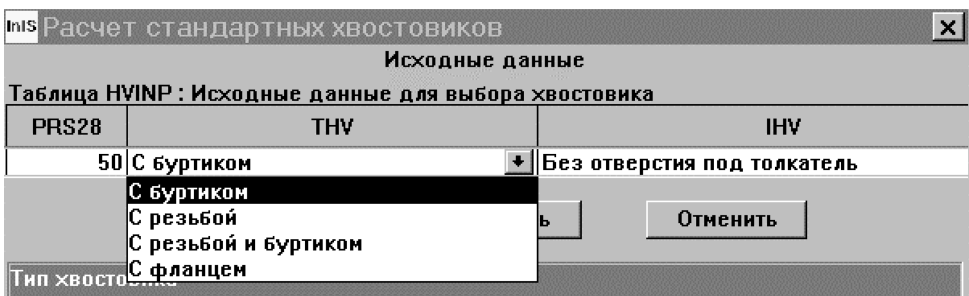 InIS Расчет стандартных хвостовиков
Исходные данные
Таблица HVINP : Исходные данные для выбора хвостовика
PRS28 THV IHV
50 С буртиком Без отверстия под толкатель
С буртиком
С резьбой
С резьбой и буртиком
С фланцем
Отменить
Тип